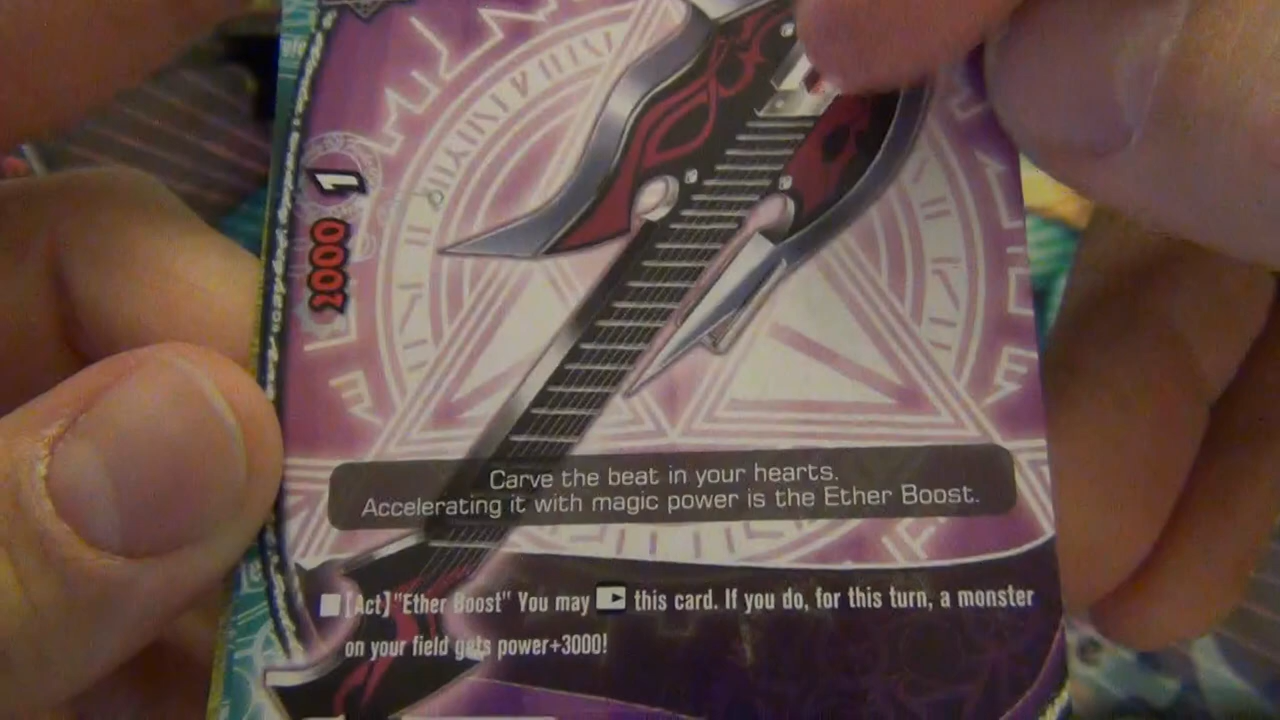 1
2000
Carve the beat in your hearts.
Accelerating it with magic power is the Ether Boost.
■[Act]"Ether Boost" You may ▶ this card. If you do, for this turn, a monster
on your field gets power+3000!